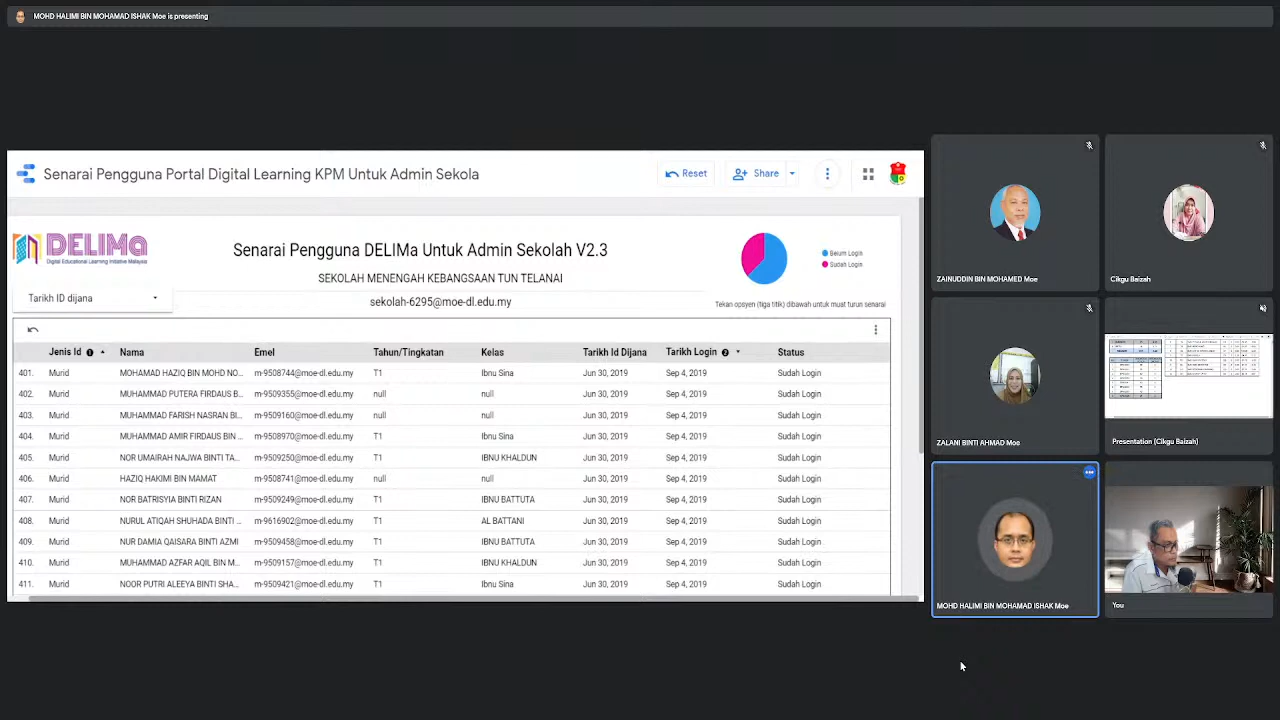 MOHD HALIMI BIN MOHAMAD ISHAK Moe is presenting
Senarai Pengguna Portal Digital Learning KPM Untuk Admin Sekola
Reset
Share
DELIMa
Digital Educational Learning Initiative Malaysia
Senarai Pengguna DELIMa Untuk Admin Sekolah V2.3
SEKOLAH MENENGAH KEBANGSAAN TUN TELANAI
sekolah-6295@moe-dl.edu.my
Belum Login
Sudah Login
Tarikh ID dijana
Tekan opsyen (tiga titik) dibawah untuk muat turun senarai
Jenis Id Nama Emel Tahun/Tingkatan Kelas Tarikh Id Dijana Tarikh Login Status
401. Murid MOHAMAD HAZIQ BIN MOHD NO... m-9508744@moe-dl.edu.my T1 Ibnu Sina Jun 30, 2019 Sep 4, 2019 Sudah Login
402. Murid MUHAMMAD PUTERA FIRDAUS B... m-9509355@moe-dl.edu.my null null Jun 30, 2019 Sep 4, 2019 Sudah Login
403. Murid MUHAMMAD FARISH NASRAN BI... m-9509160@moe-dl.edu.my null null Jun 30, 2019 Sep 4, 2019 Sudah Login
404. Murid MUHAMMAD AMIR FIRDAUS BIN ... m-9508970@moe-dl.edu.my T1 Ibnu Sina Jun 30, 2019 Sep 4, 2019 Sudah Login
405. Murid NOR UMAIRAH NAJWA BINTI TA... m-9509250@moe-dl.edu.my T1 IBNU KHALDUN Jun 30, 2019 Sep 4, 2019 Sudah Login
406. Murid HAZIQ HAKIMI BIN MAMAT m-9508741@moe-dl.edu.my null null Jun 30, 2019 Sep 4, 2019 Sudah Login
407. Murid NOR BATRISYIA BINTI RIZAN m-9509249@moe-dl.edu.my T1 IBNU BATTUTA Jun 30, 2019 Sep 4, 2019 Sudah Login
408. Murid NURUL ATIQAH SHUHADA BINTI ... m-9616902@moe-dl.edu.my T1 AL BATTANI Jun 30, 2019 Sep 4, 2019 Sudah Login
409. Murid NUR DAMIA QAISARA BINTI AZMI m-9509458@moe-dl.edu.my T1 IBNU BATTUTA Jun 30, 2019 Sep 4, 2019 Sudah Login
410. Murid MUHAMMAD AZFAR AQIL BIN M... m-9509157@moe-dl.edu.my T1 IBNU KHALDUN Jun 30, 2019 Sep 4, 2019 Sudah Login
411. Murid NOOR PUTRI ALEEYA BINTI SHA... m-9509421@moe-dl.edu.my T1 Ibnu Sina Jun 30, 2019 Sep 4, 2019 Sudah Login
ZAINUDDIN BIN MOHAMED Moe
Cikgu Baizah
ZALANI BINTI AHMAD Moe
Presentation (Cikgu Baizah)
MOHD HALIMI BIN MOHAMAD ISHAK Moe
You